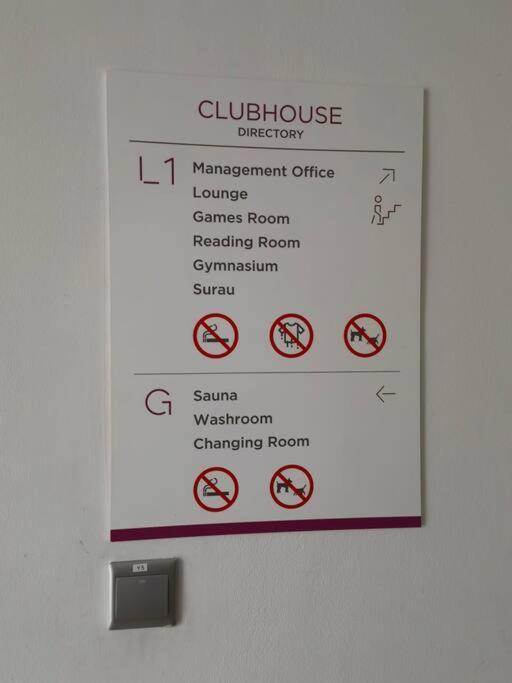 CLUBHOUSE
DIRECTORY
L1
Management Office
Lounge
Games Room
Reading Room
Gymnasium
Surau
G
Sauna
Washroom
Changing Room